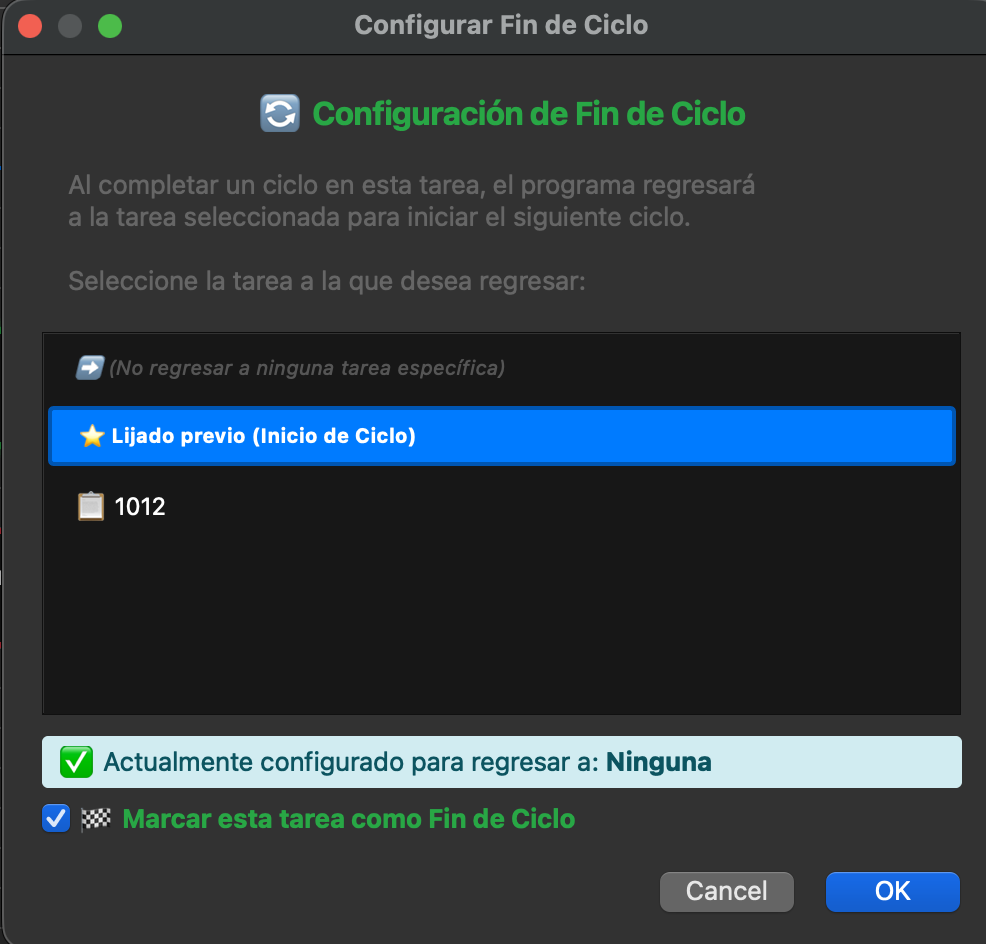 Configurar Fin de Ciclo
Configuración de Fin de Ciclo
Al completar un ciclo en esta tarea, el programa regresará
a la tarea seleccionada para iniciar el siguiente ciclo.
Seleccione la tarea a la que desea regresar:
(No regresar a ninguna tarea específica)
Lijado previo (Inicio de Ciclo)
1012
Actualmente configurado para regresar a: Ninguna
Marcar esta tarea como Fin de Ciclo
Cancel
OK